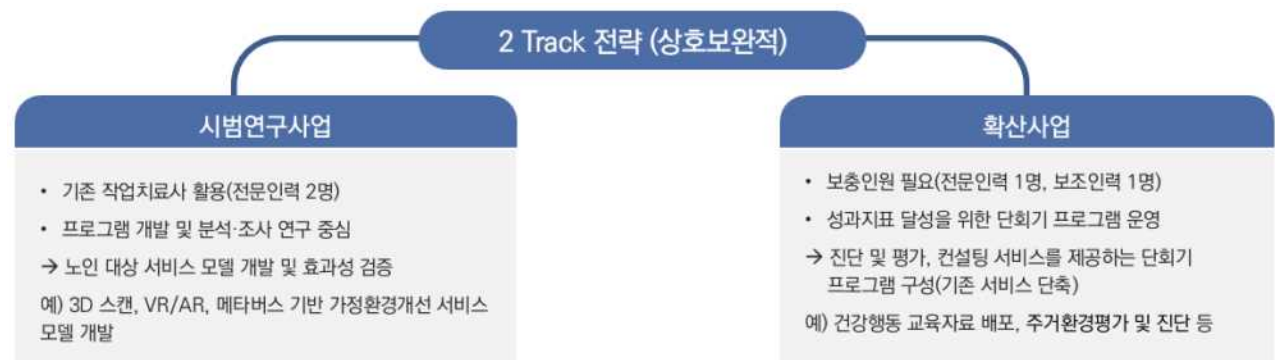 2 Track 전략 (상호보완적)
시범연구사업
• 기존 작업치료사 활용(전문인력 2명)
• 프로그램 개발 및 분석·조사 연구 중심
→ 노인 대상 서비스 모델 개발 및 효과성 검증
예) 3D 스캔, VR/AR, 메타버스 기반 가정환경개선 서비스
모델 개발
확산사업
• 보충인원 필요(전문인력 1명, 보조인력 1명)
• 성과지표 달성을 위한 단회기 프로그램 운영
→ 진단 및 평가, 컨설팅 서비스를 제공하는 단회기
프로그램 구성(기존 서비스 단축)
예) 건강행동 교육자료 배포, 주거환경평가 및 진단 등